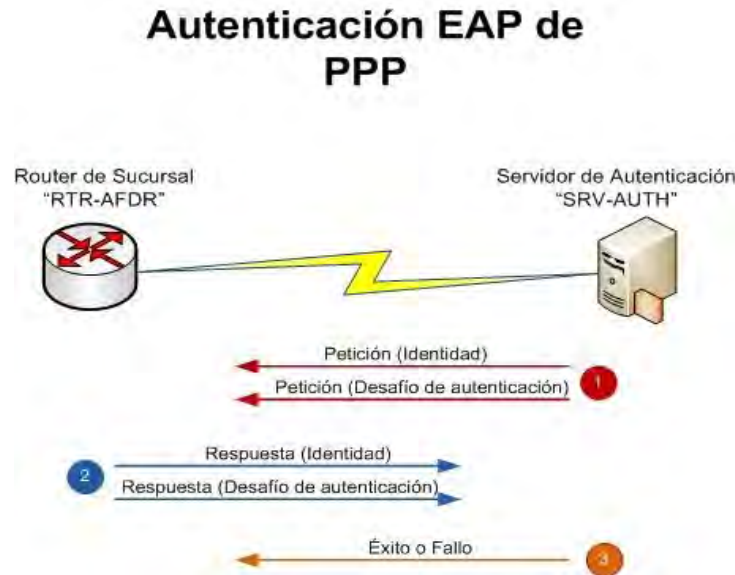 Autenticación EAP de
PPP
Router de Sucursal
"RTR-AFDR"
Servidor de Autenticación
"SRV-AUTH"
Petición (Identidad)
Petición (Desafío de autenticación)
1
Respuesta (Identidad)
2
Respuesta (Desafío de autenticación)
Éxito o Fallo
3